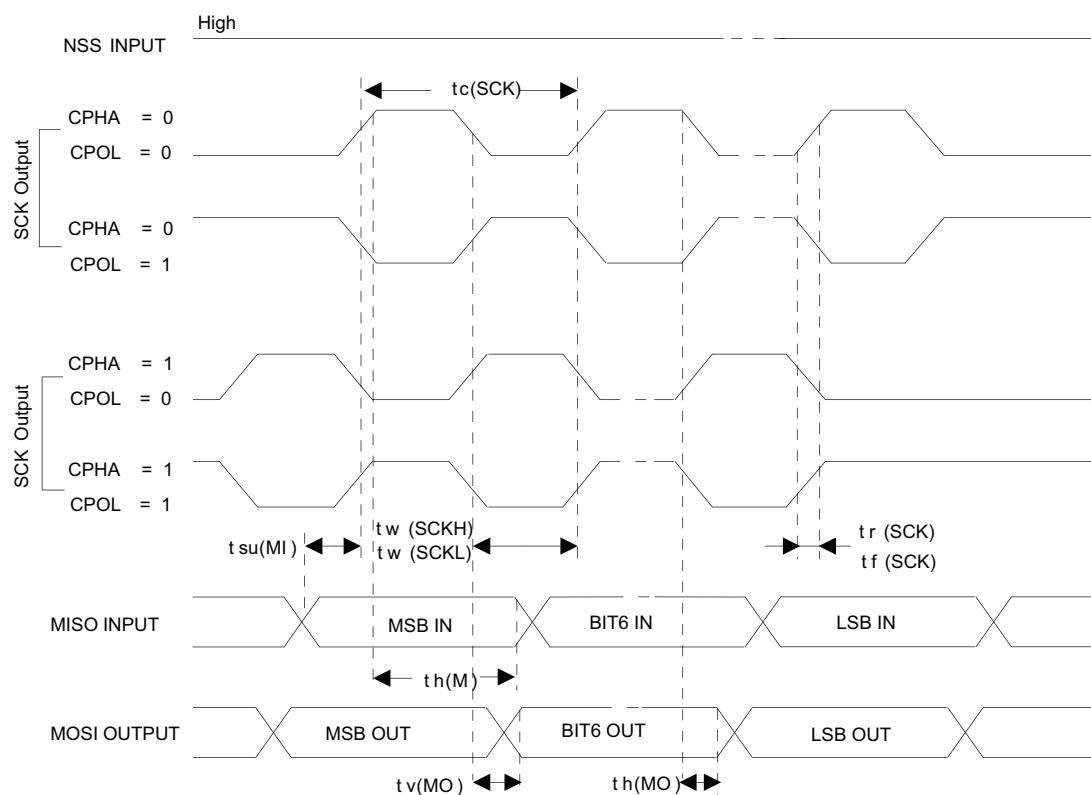 High
NSS INPUT
tc(SCK)
SCK Output
CPHA = 0
CPOL = 0
CPHA = 0
CPOL = 1
SCK Output
CPHA = 1
CPOL = 0
CPHA = 1
CPOL = 1
tsu(MI)
tw (SCKH)
tw (SCKL)
tr (SCK)
tf (SCK)
MISO INPUT
MSB IN
BIT6 IN
LSB IN
th(M)
MOSI OUTPUT
MSB OUT
BIT6 OUT
LSB OUT
tv(MO)
th(MO)